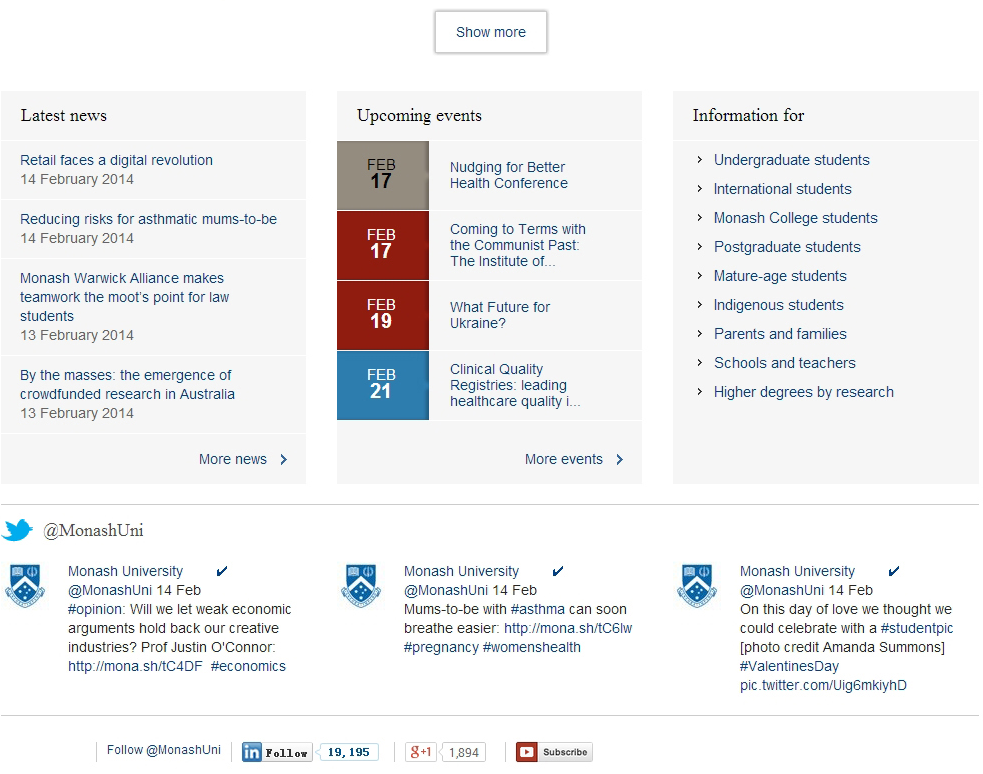 Show more
Latest news
Retail faces a digital revolution
14 February 2014
Reducing risks for asthmatic mums-to-be
14 February 2014
Monash Warwick Alliance makes
teamwork the moot's point for law
students
13 February 2014
By the masses: the emergence of
crowdfunded research in Australia
13 February 2014
More news
Upcoming events
FEB
17
Nudging for Better
Health Conference
FEB
17
Coming to Terms with
the Communist Past:
The Institute of...
FEB
19
What Future for
Ukraine?
FEB
21
Clinical Quality
Registries: leading
healthcare quality i...
More events
Information for
Undergraduate students
International students
Monash College students
Postgraduate students
Mature-age students
Indigenous students
Parents and families
Schools and teachers
Higher degrees by research
@MonashUni
Monash University
@MonashUni 14 Feb
#opinion: Will we let weak economic
arguments hold back our creative
industries? Prof Justin O'Connor:
http://mona.sh/tC4DF #economics
Monash University
@MonashUni 14 Feb
Mums-to-be with #asthma can soon
breathe easier: http://mona.sh/tC6lw
#pregnancy #womenshealth
Monash University
@MonashUni 14 Feb
On this day of love we thought we
could celebrate with a #studentpic
[photo credit Amanda Summons]
#ValentinesDay
pic.twitter.com/Uig6mkiyhD
Follow @MonashUni
in Follow 19,195
g+1 1,894
Subscribe